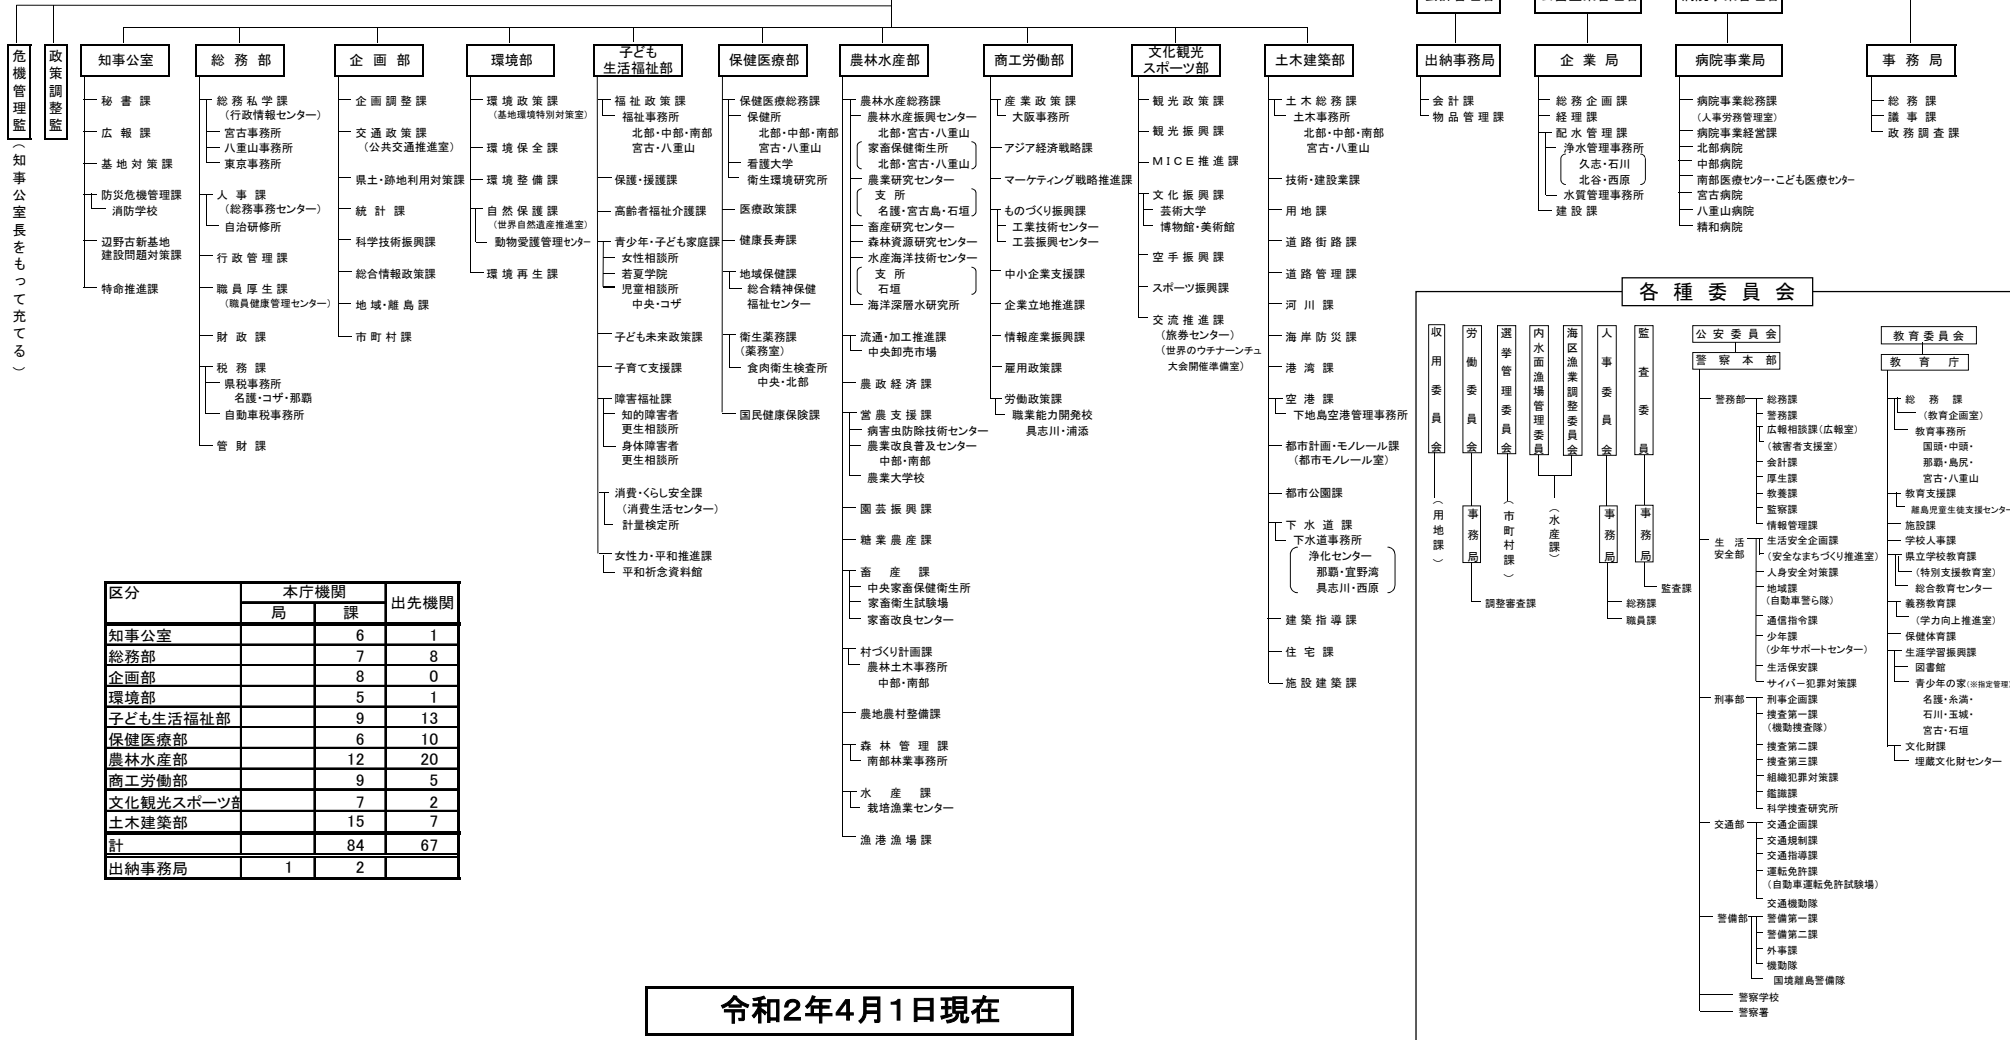 危機管理監
(知事公室長をもって充てる)
政策調整監
知事公室
秘書課
広報課
基地対策課
防災危機管理課
消防学校
辺野古新基地
建設問題対策課
特命推進課
総務部
総務私学課
(行政情報センター)
宮古事務所
八重山事務所
東京事務所
人事課
(総務事務センター)
自治研修所
行政管理課
職員厚生課
(職員健康管理センター)
財政課
税務課
県税事務所
名護・コザ・那覇
自動車税事務所
管財課
企画部
企画調整課
交通政策課
(公共交通推進室)
県土・跡地利用対策課
統計課
科学技術振興課
総合情報政策課
地域・離島課
市町村課
環境部
環境政策課
(基地環境特別対策室)
環境保全課
環境整備課
自然保護課
(世界自然遺産推進室)
動物愛護管理センター
環境再生課
子ども
生活福祉部
福祉政策課
福祉事務所
北部・中部・南部
宮古・八重山
保護・援護課
高齢者福祉介護課
青少年・子ども家庭課
女性相談所
若夏学院
児童相談所
中央・コザ
子ども未来政策課
子育て支援課
障害福祉課
知的障害者
更生相談所
身体障害者
更生相談所
消費・くらし安全課
(消費生活センター)
計量検定所
女性力・平和推進課
平和祈念資料館
保健医療部
保健医療総務課
保健所
北部・中部・南部
宮古・八重山
看護大学
衛生環境研究所
医療政策課
健康長寿課
地域保健課
総合精神保健
福祉センター
衛生薬務課
(薬務室)
食肉衛生検査所
中央・北部
国民健康保険課
農林水産部
農林水産総務課
農林水産振興センター
北部・宮古・八重山
家畜保健衛生所
北部・宮古・八重山
農業研究センター
支所
名護・宮古島・石垣
畜産研究センター
森林資源研究センター
水産海洋技術センター
支所
石垣
海洋深層水研究所
流通・加工推進課
中央卸売市場
農政経済課
営農支援課
病害虫防除技術センター
農業改良普及センター
中部・南部
農業大学校
園芸振興課
糖業農産課
畜産課
中央家畜保健衛生所
家畜衛生試験場
家畜改良センター
村づくり計画課
農林土木事務所
中部・南部
農地農村整備課
森林管理課
南部林業事務所
水産課
栽培漁業センター
漁港漁場課
商工労働部
産業政策課
大阪事務所
アジア経済戦略課
マーケティング戦略推進課
ものづくり振興課
工業技術センター
工芸振興センター
中小企業支援課
企業立地推進課
情報産業振興課
雇用政策課
労働政策課
職業能力開発校
具志川・浦添
文化観光
スポーツ部
観光政策課
観光振興課
MICE推進課
文化振興課
芸術大学
博物館・美術館
空手振興課
スポーツ振興課
交流推進課
(旅券センター)
(世界のウチナーンチュ
大会開催準備室)
土木建築部
土木総務課
土木事務所
北部・中部・南部
宮古・八重山
技術・建設業課
用地課
道路街路課
道路管理課
河川課
海岸防災課
港湾課
空港課
下地島空港管理事務所
都市計画・モノレール課
(都市モノレール室)
都市公園課
下水道課
下水道事務所
浄化センター
那覇・宜野湾
具志川・西原
建築指導課
住宅課
施設建築課
出納事務局
会計課
物品管理課
企業局
総務企画課
経理課
配水管理課
浄水管理事務所
久志・石川
北谷・西原
水質管理事務所
建設課
病院事業局
病院事業総務課
(人事労務管理室)
病院事業経営課
北部病院
中部病院
南部医療センター・こども医療センター
宮古病院
八重山病院
精和病院
事務局
総務課
議事課
政務調査課
各種委員会
収用委員会
(用地課)
労働委員会
事務局
調整審査課
選挙管理委員会
(市町村課)
内水面漁場管理委員
海区漁業調整委員会
(水産課)
人事委員会
事務局
総務課
職員課
監査委員
事務局
監査課
公安委員会
警察本部
警務部
総務課
警務課
広報相談課(広報室)
(被害者支援室)
会計課
厚生課
教養課
監察課
情報管理課
生活
安全部
生活安全企画課
(安全なまちづくり推進室)
人身安全対策課
地域課
(自動車警ら隊)
通信指令課
少年課
(少年サポートセンター)
生活保安課
サイバー犯罪対策課
刑事部
刑事企画課
捜査第一課
(機動捜査隊)
捜査第二課
捜査第三課
組織犯罪対策課
鑑識課
科学捜査研究所
交通部
交通企画課
交通規制課
交通指導課
運転免許課
(自動車運転免許試験場)
交通機動隊
警備部
警備第一課
警備第二課
外事課
機動隊
国境離島警備隊
警察学校
警察署
教育委員会
教育庁
総務課
(教育企画室)
教育事務所
国頭・中頭・
那覇・島尻・
宮古・八重山
教育支援課
離島児童生徒支援センター
施設課
学校人事課
県立学校教育課
(特別支援教育室)
総合教育センター
義務教育課
(学力向上推進室)
保健体育課
生涯学習振興課
図書館
青少年の家(※指定管理
名護・糸満・
石川・玉城・
宮古・石垣
文化財課
埋蔵文化財センター
区分 本庁機関 出先機関
局 課
知事公室 6 1
総務部 7 8
企画部 8 0
環境部 5 1
子ども生活福祉部 9 13
保健医療部 6 10
農林水産部 12 20
商工労働部 9 5
文化観光スポーツ部 7 2
土木建築部 15 7
計 84 67
出納事務局 1 2
令和2年4月1日現在